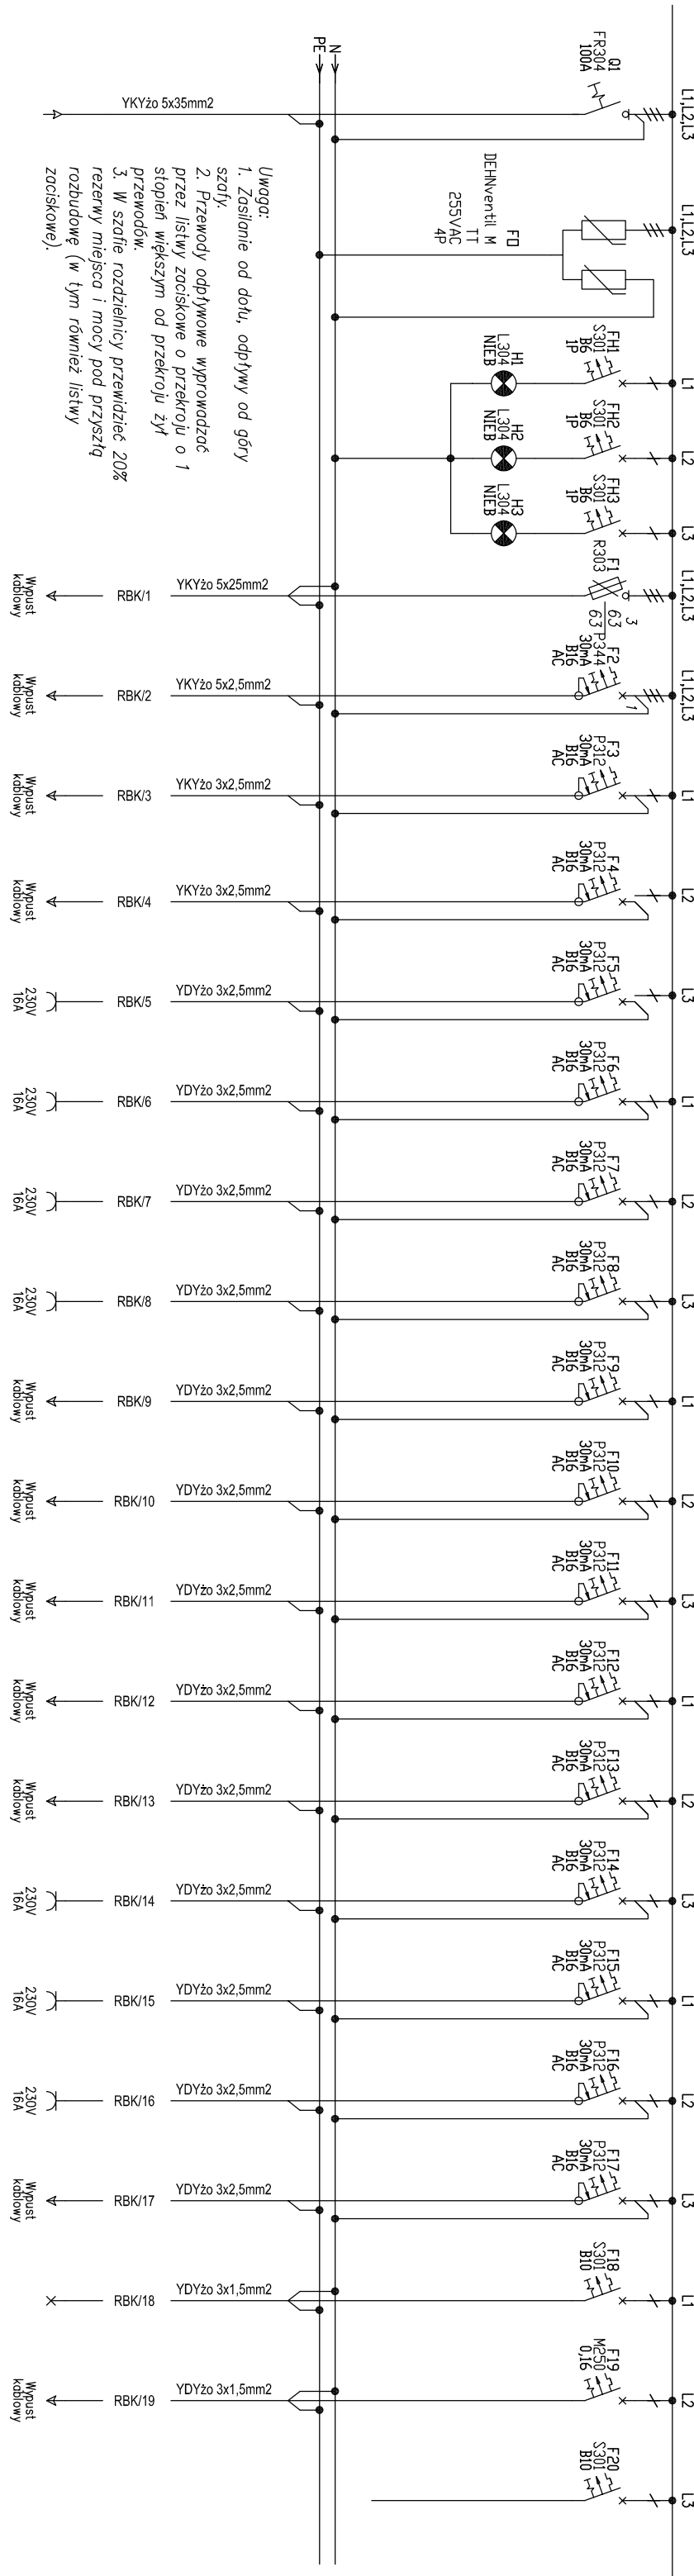 L1,L2,L3
Q1
FR304
100A
N
PE
YKYżo 5x35mm2
L1,L2,L3
F0
DEHNventil M
TT
255VAC
4P
Uwaga:
1. Zasilanie od dołu, odpływy od góry
szafy.
2. Przewody odpływowe wyprowadzać
przez listwy zaciskowe o przekroju o 1
stopień większym od przekroju żył
przewodów.
3. W szafie rozdzielnicy przewidzieć 20%
rezerwy miejsca i mocy pod przyszłą
rozbudowę (w tym również listwy
zaciskowe).
L1
FH1
S301
B6
1P
H1
L304
NIEB
L2
FH2
S301
B6
1P
H2
L304
NIEB
L3
FH3
S301
B6
1P
H3
L304
NIEB
L1,L2,L3
F1
R303
3
63
63
YKYżo 5x25mm2
RBK/1
Wypust
kablowy
L1,L2,L3
1
F2
P344
30mA
B16
AC
YKYżo 5x2,5mm2
RBK/2
Wypust
kablowy
L1
F3
P312
30mA
B16
AC
YKYżo 3x2,5mm2
RBK/3
Wypust
kablowy
L2
F4
P312
30mA
B16
AC
YKYżo 3x2,5mm2
RBK/4
Wypust
kablowy
L3
F5
P312
30mA
B16
AC
YDYżo 3x2,5mm2
RBK/5
230V
16A
L1
F6
P312
30mA
B16
AC
YDYżo 3x2,5mm2
RBK/6
230V
16A
L2
F7
P312
30mA
B16
AC
YDYżo 3x2,5mm2
RBK/7
230V
16A
L3
F8
P312
30mA
B16
AC
YDYżo 3x2,5mm2
RBK/8
230V
16A
L1
F9
P312
30mA
B16
AC
YDYżo 3x2,5mm2
RBK/9
Wypust
kablowy
L2
F10
P312
30mA
B16
AC
YDYżo 3x2,5mm2
RBK/10
Wypust
kablowy
L3
F11
P312
30mA
B16
AC
YDYżo 3x2,5mm2
RBK/11
Wypust
kablowy
L1
F12
P312
30mA
B16
AC
YDYżo 3x2,5mm2
RBK/12
Wypust
kablowy
L2
F13
P312
30mA
B16
AC
YDYżo 3x2,5mm2
RBK/13
Wypust
kablowy
L3
F14
P312
30mA
B16
AC
YDYżo 3x2,5mm2
RBK/14
230V
16A
L1
F15
P312
30mA
B16
AC
YDYżo 3x2,5mm2
RBK/15
230V
16A
L2
F16
P312
30mA
B16
AC
YDYżo 3x2,5mm2
RBK/16
230V
16A
L3
F17
P312
30mA
B16
AC
YDYżo 3x2,5mm2
RBK/17
Wypust
kablowy
L1
F18
S301
B10
YDYżo 3x1,5mm2
RBK/18
L2
F19
M250
0,16
YDYżo 3x1,5mm2
RBK/19
Wypust
kablowy
L3
F20
S301
B10